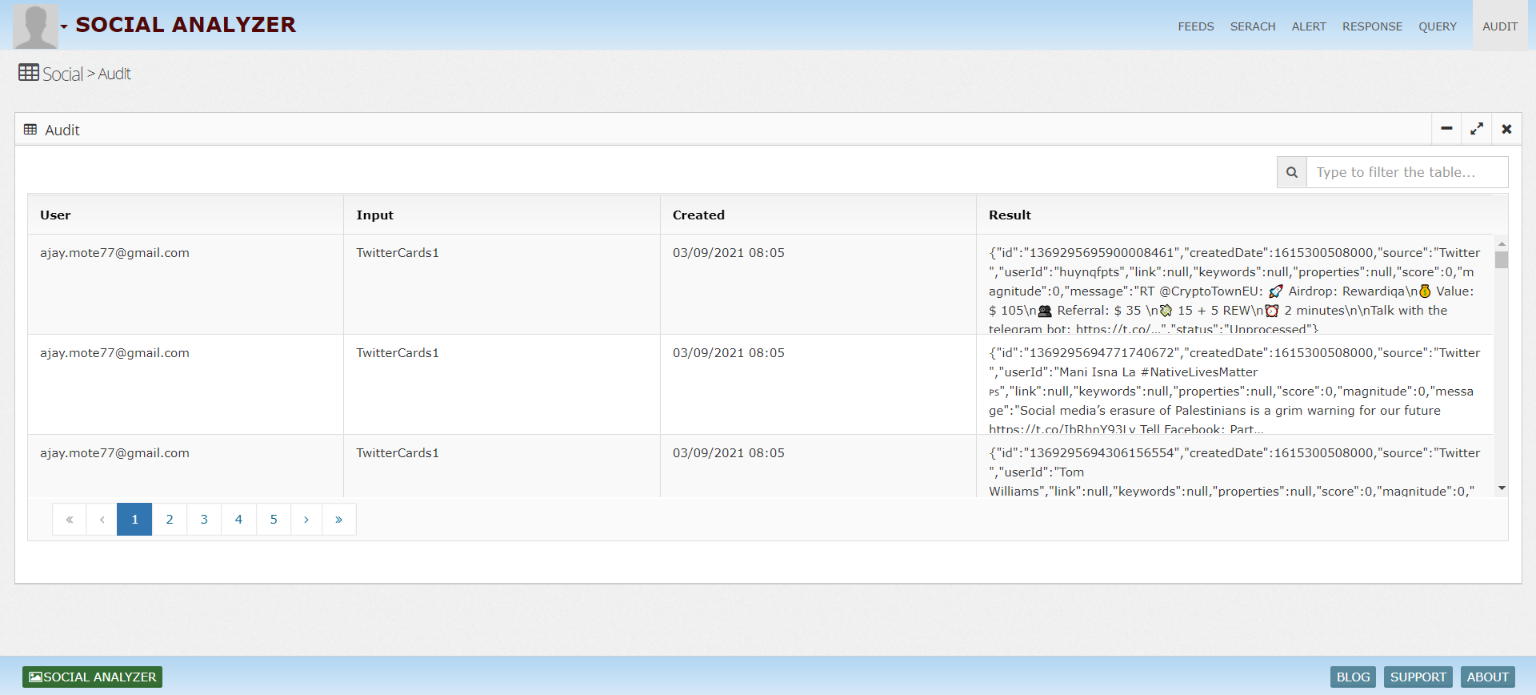 SOCIAL ANALYZER
FEEDS SERACH ALERT RESPONSE QUERY AUDIT
Social > Audit
Audit
Type to filter the table...
User Input Created Result
ajay.mote77@gmail.com TwitterCards1 03/09/2021 08:05
{"id":"1369295695900008461","createdDate":1615300508000,"source":"Twitter
","userId":"huynqfpts","link":null,"keywords":null,"properties":null,"score":0,"m
agnitude":0,"message":"RT @CryptoTownEU: 🚀 Airdrop: Rewardiqa\n💰 Value:
$ 105\n👥 Referral: $ 35 \n💸 15 + 5 REW\n⏰ 2 minutes\n\nTalk with the
telegram bot: https://t.co/…","status":"Unprocessed"}
ajay.mote77@gmail.com TwitterCards1 03/09/2021 08:05
{"id":"1369295694771740672","createdDate":1615300508000,"source":"Twitter
","userId":"Mani Isna La #NativeLivesMatter
PS","link":null,"keywords":null,"properties":null,"score":0,"magnitude":0,"messa
ge":"Social media’s erasure of Palestinians is a grim warning for our future
Tell Facebook: Part…
ajay.mote77@gmail.com TwitterCards1 03/09/2021 08:05
{"id":"1369295694306156554","createdDate":1615300508000,"source":"Twitter
","userId":"Tom
Williams","link":null,"keywords":null,"properties":null,"score":0,"magnitude":0,"
« ‹ 1 2 3 4 5 › »
SOCIAL ANALYZER
BLOG SUPPORT ABOUT